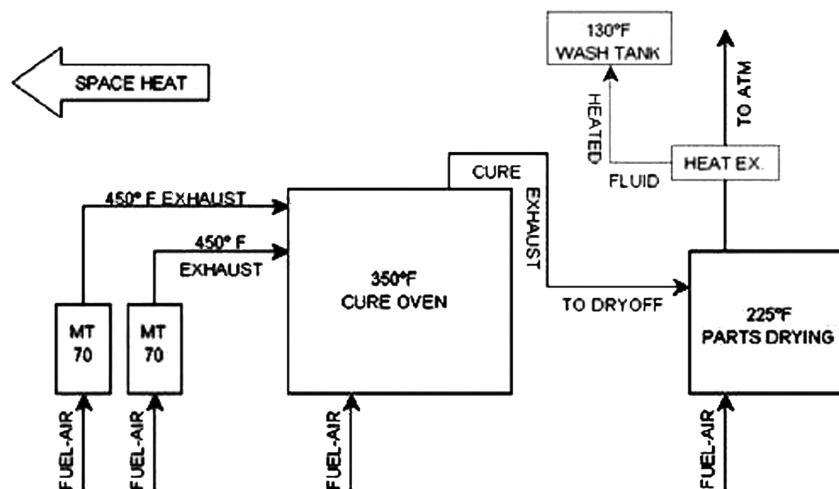 130°F
WASH TANK
SPACE HEAT
TO ATM
HEATED
FLUID
HEAT EX.
CURE
EXHAUST
450° F EXHAUST
450° F
EXHAUST
350°F
CURE OVEN
TO DRYOFF
225°F
PARTS DRYING
MT
70
MT
70
FUEL-AIR
FUEL-AIR
FUEL-AIR
FUEL-AIR